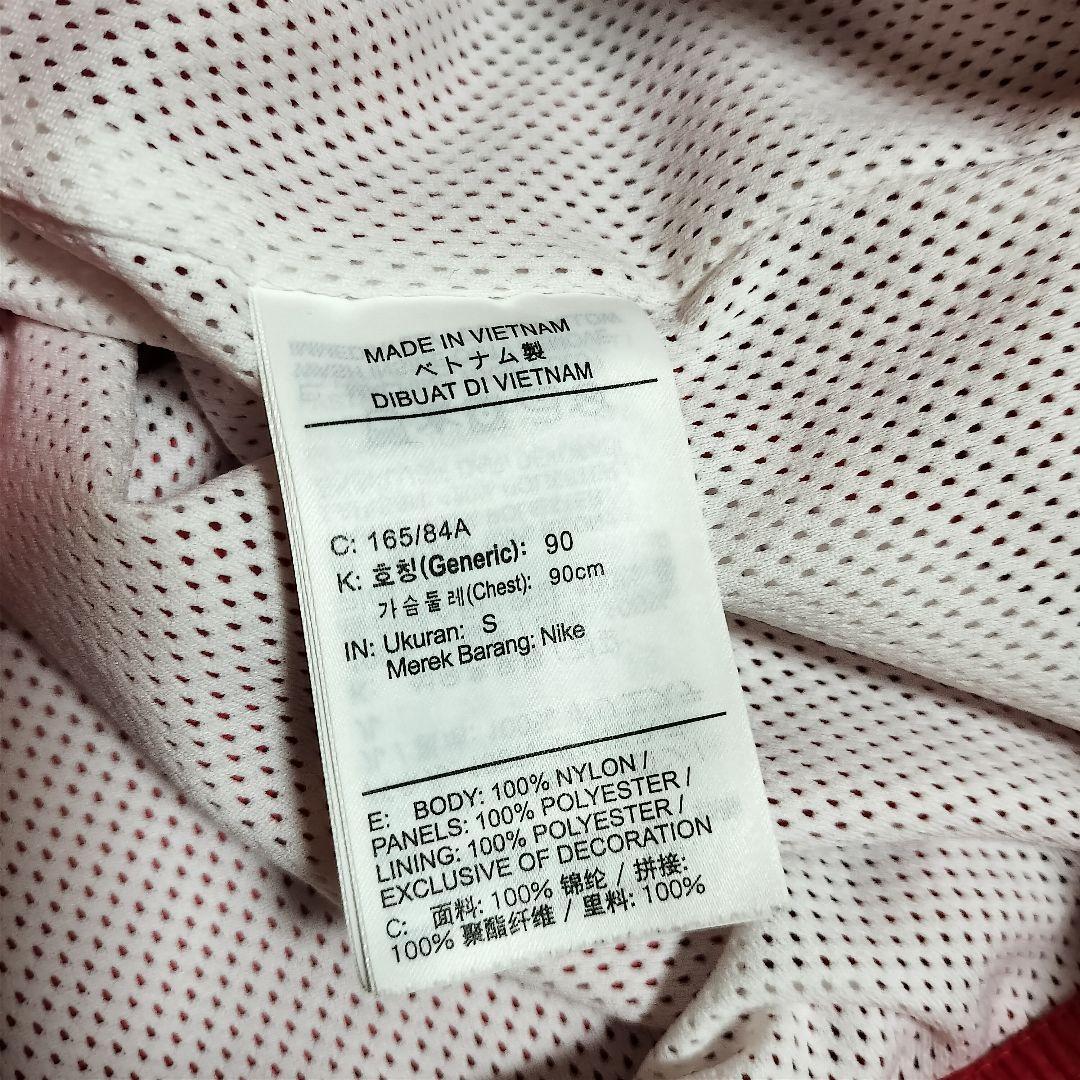 MADE IN VIETNAM
ベトナム製
DIBUAT DI VIETNAM
C: 165/84A
K: 호칭(Generic): 90
가슴둘레(Chest): 90cm
IN: Ukuran: S
Merek Barang: Nike
E: BODY: 100% NYLON /
PANELS: 100% POLYESTER /
LINING: 100% POLYESTER /
EXCLUSIVE OF DECORATION
C: 面料: 100% 锦纶 / 拼接:
100% 聚酯纤维 / 里料: 100%